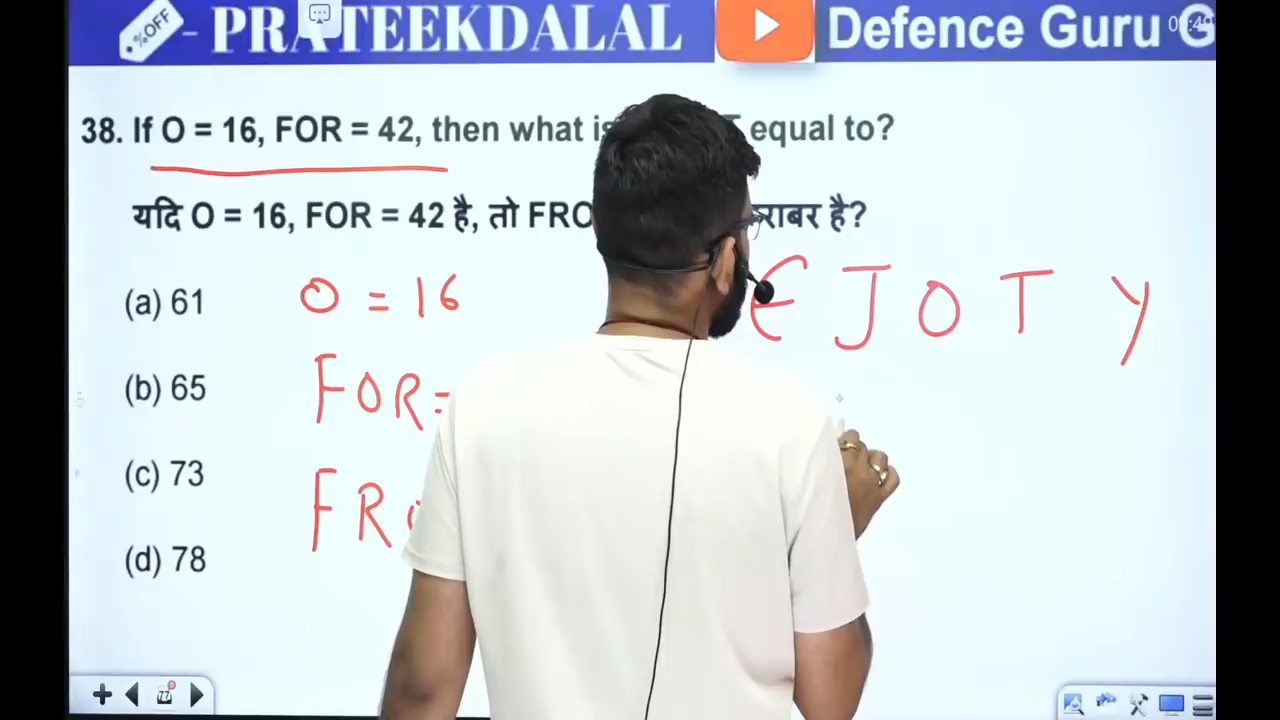 %OFF - PRATEEKDALAL Defence Guru G
38. If O = 16, FOR = 42, then what is equal to?
यदि O = 16, FOR = 42 है, तो FRO है?
(a) 61
(b) 65
(c) 73
(d) 78
O = 16
FOR =
FRO
E J O T Y